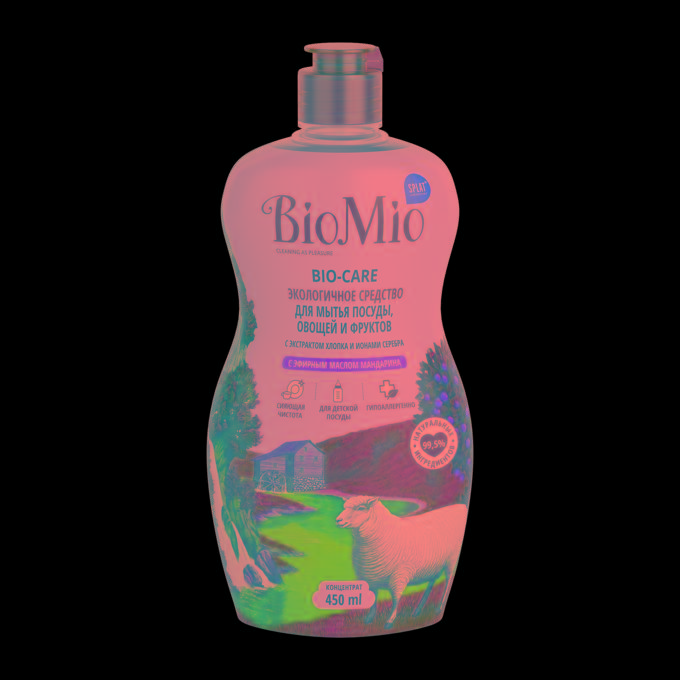 SPLAT
BioMio
CLEANING AS PLEASURE
BIO-CARE
ЭКОЛОГИЧНОЕ СРЕДСТВО
ДЛЯ МЫТЬЯ ПОСУДЫ,
ОВОЩЕЙ И ФРУКТОВ
С ЭКСТРАКТОМ ХЛОПКА И ИОНАМИ СЕРЕБРА
С ЭФИРНЫМ МАСЛОМ МАНДАРИНА
СИЯЮЩАЯ
ЧИСТОТА
ДЛЯ ДЕТСКОЙ
ПОСУДЫ
ГИПОАЛЛЕРГЕННО
НАТУРАЛЬНЫЕ
99,5%
ИНГРЕДИЕНТОВ
КОНЦЕНТРАТ
450 ml